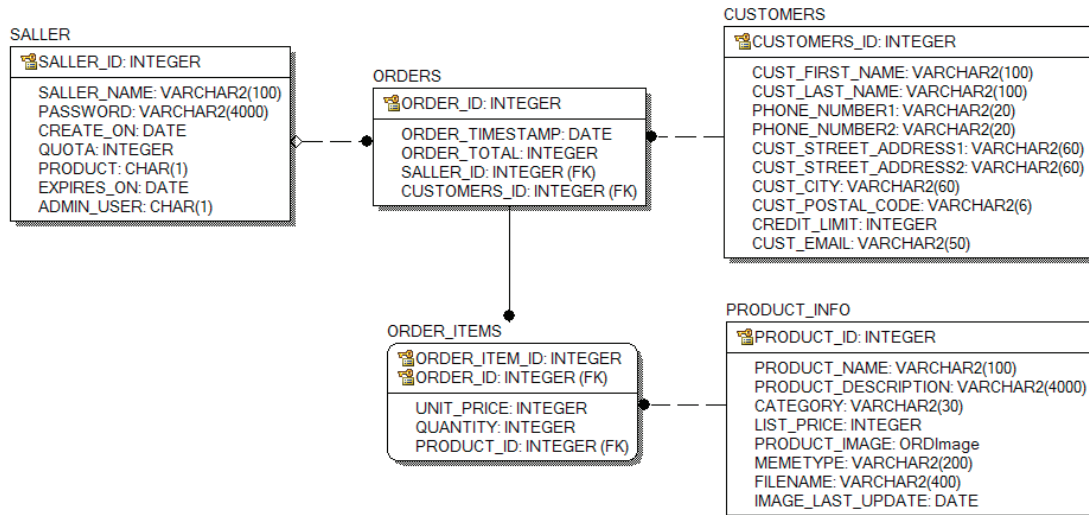 SALLER
SALLER_ID: INTEGER
SALLER_NAME: VARCHAR2(100)
PASSWORD: VARCHAR2(4000)
CREATE_ON: DATE
QUOTA: INTEGER
PRODUCT: CHAR(1)
EXPIRES_ON: DATE
ADMIN_USER: CHAR(1)
ORDERS
ORDER_ID: INTEGER
ORDER_TIMESTAMP: DATE
ORDER_TOTAL: INTEGER
SALLER_ID: INTEGER (FK)
CUSTOMERS_ID: INTEGER (FK)
CUSTOMERS
CUSTOMERS_ID: INTEGER
CUST_FIRST_NAME: VARCHAR2(100)
CUST_LAST_NAME: VARCHAR2(100)
PHONE_NUMBER1: VARCHAR2(20)
PHONE_NUMBER2: VARCHAR2(20)
CUST_STREET_ADDRESS1: VARCHAR2(60)
CUST_STREET_ADDRESS2: VARCHAR2(60)
CUST_CITY: VARCHAR2(60)
CUST_POSTAL_CODE: VARCHAR2(6)
CREDIT_LIMIT: INTEGER
CUST_EMAIL: VARCHAR2(50)
ORDER_ITEMS
ORDER_ITEM_ID: INTEGER
ORDER_ID: INTEGER (FK)
UNIT_PRICE: INTEGER
QUANTITY: INTEGER
PRODUCT_ID: INTEGER (FK)
PRODUCT_INFO
PRODUCT_ID: INTEGER
PRODUCT_NAME: VARCHAR2(100)
PRODUCT_DESCRIPTION: VARCHAR2(4000)
CATEGORY: VARCHAR2(30)
LIST_PRICE: INTEGER
PRODUCT_IMAGE: ORDImage
MEMETYPE: VARCHAR2(200)
FILENAME: VARCHAR2(400)
IMAGE_LAST_UPDATE: DATE